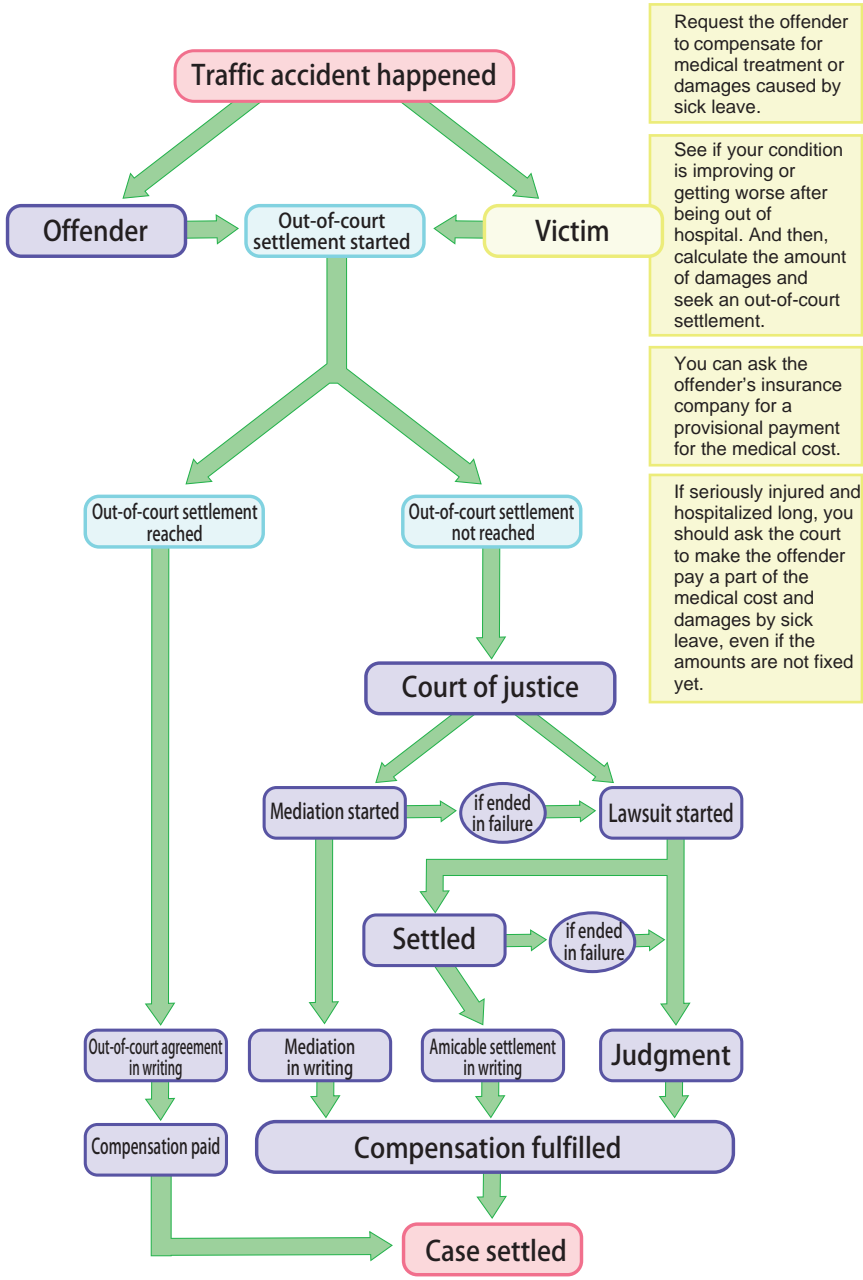 Traffic accident happened
Offender
Out-of-court
settlement started
Victim
Out-of-court settlement
reached
Out-of-court settlement
not reached
Court of justice
Mediation started
if ended
in failure
Lawsuit started
Settled
if ended
in failure
Out-of-court agreement
in writing
Mediation
in writing
Amicable settlement
in writing
Judgment
Compensation paid
Compensation fulfilled
Case settled
Request the offender
to compensate for
medical treatment or
damages caused by
sick leave.
See if your condition
is improving or
getting worse after
being out of
hospital. And then,
calculate the amount
of damages and
seek an out-of-court
settlement.
You can ask the
offender’s insurance
company for a
provisional payment
for the medical cost.
If seriously injured and
hospitalized long, you
should ask the court
to make the offender
pay a part of the
medical cost and
damages by sick
leave, even if the
amounts are not fixed
yet.